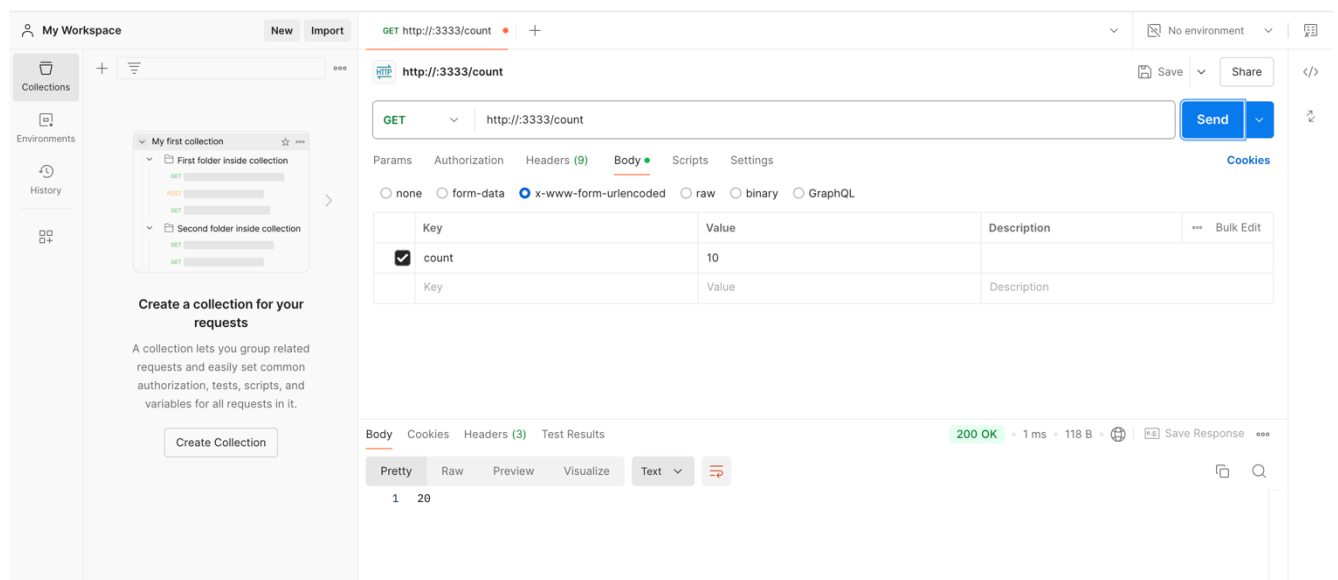 My Workspace
New
Import
GET http://:3333/count
No environment
Collections
Environments
History
My first collection
First folder inside collection
GET
POST
GET
Second folder inside collection
GET
GET
Create a collection for your
requests
A collection lets you group related
requests and easily set common
authorization, tests, scripts, and
variables for all requests in it.
Create Collection
HTTP http://:3333/count
Save
Share
GET http://:3333/count
Send
Params Authorization Headers (9) Body Scripts Settings
Cookies
none form-data x-www-form-urlencoded raw binary GraphQL
Key Value Description Bulk Edit
count 10
Key Value Description
Body Cookies Headers (3) Test Results
200 OK 1 ms 118 B e.g. Save Response
Pretty Raw Preview Visualize Text
1 20